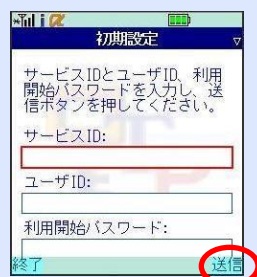 初期設定
サービスIDとユーザID、利用
開始パスワードを入力し、送
信ボタンを押してください。
サービスID:
ユーザID:
利用開始パスワード:
終了 送信